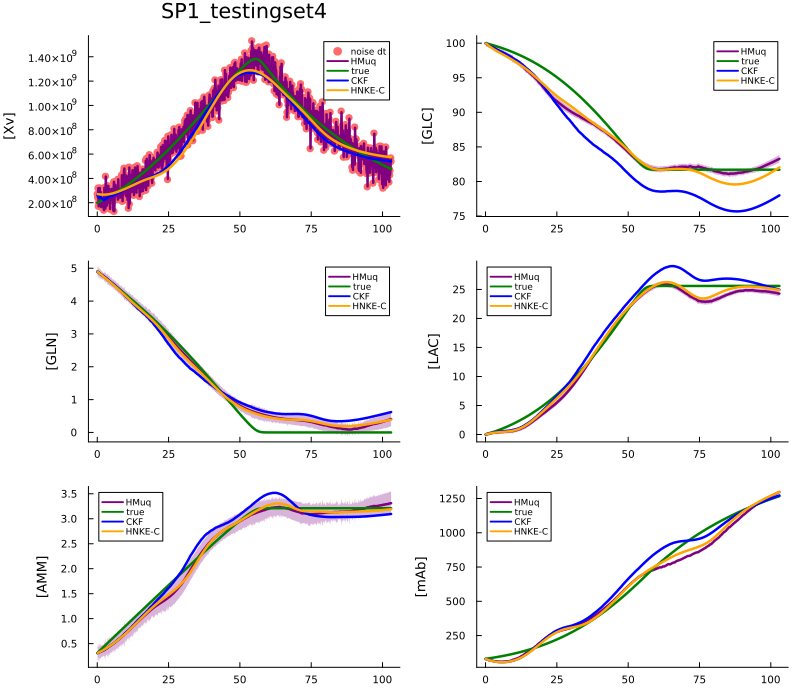 SP1_testingset4
[Xv]
1.40×10⁹
1.20×10⁹
1.00×10⁹
8.00×10⁸
6.00×10⁸
4.00×10⁸
2.00×10⁸
0 25 50 75 100
noise dt
HMuq
true
CKF
HNKE-C
[GLC]
100
95
90
85
80
75
0 25 50 75 100
HMuq
true
CKF
HNKE-C
[GLN]
5
4
3
2
1
0
0 25 50 75 100
HMuq
true
CKF
HNKE-C
[LAC]
25
20
15
10
5
0
0 25 50 75 100
HMuq
true
CKF
HNKE-C
[AMM]
3.5
3.0
2.5
2.0
1.5
1.0
0.5
0 25 50 75 100
HMuq
true
CKF
HNKE-C
[mAb]
1250
1000
750
500
250
0 25 50 75 100
HMuq
true
CKF
HNKE-C